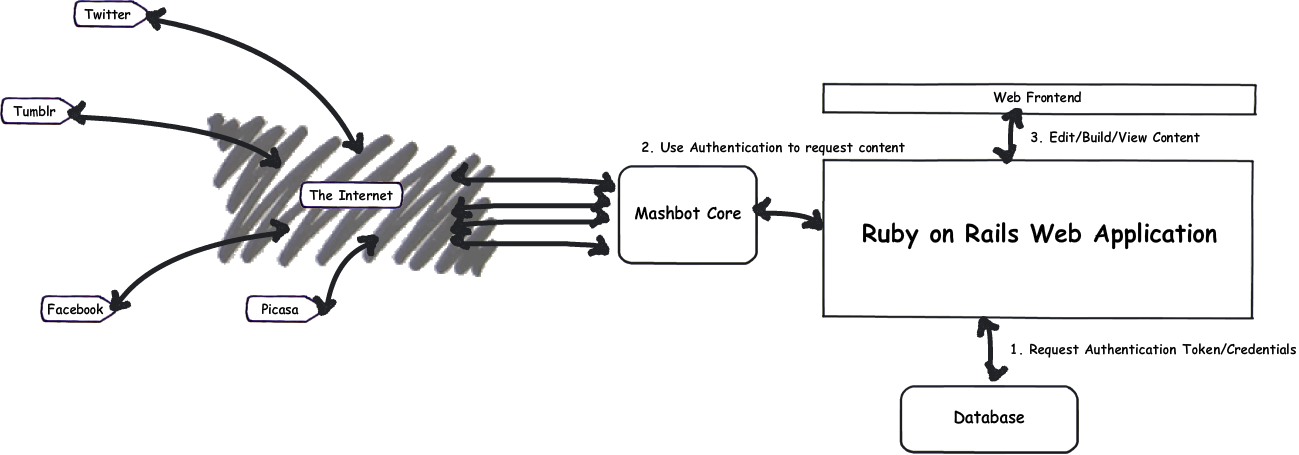 Twitter
Tumblr
Web Frontend
3. Edit/Build/View Content
2. Use Authentication to request content
The Internet
Mashbot Core
Ruby on Rails Web Application
Facebook
Picasa
1. Request Authentication Token/Credentials
Database